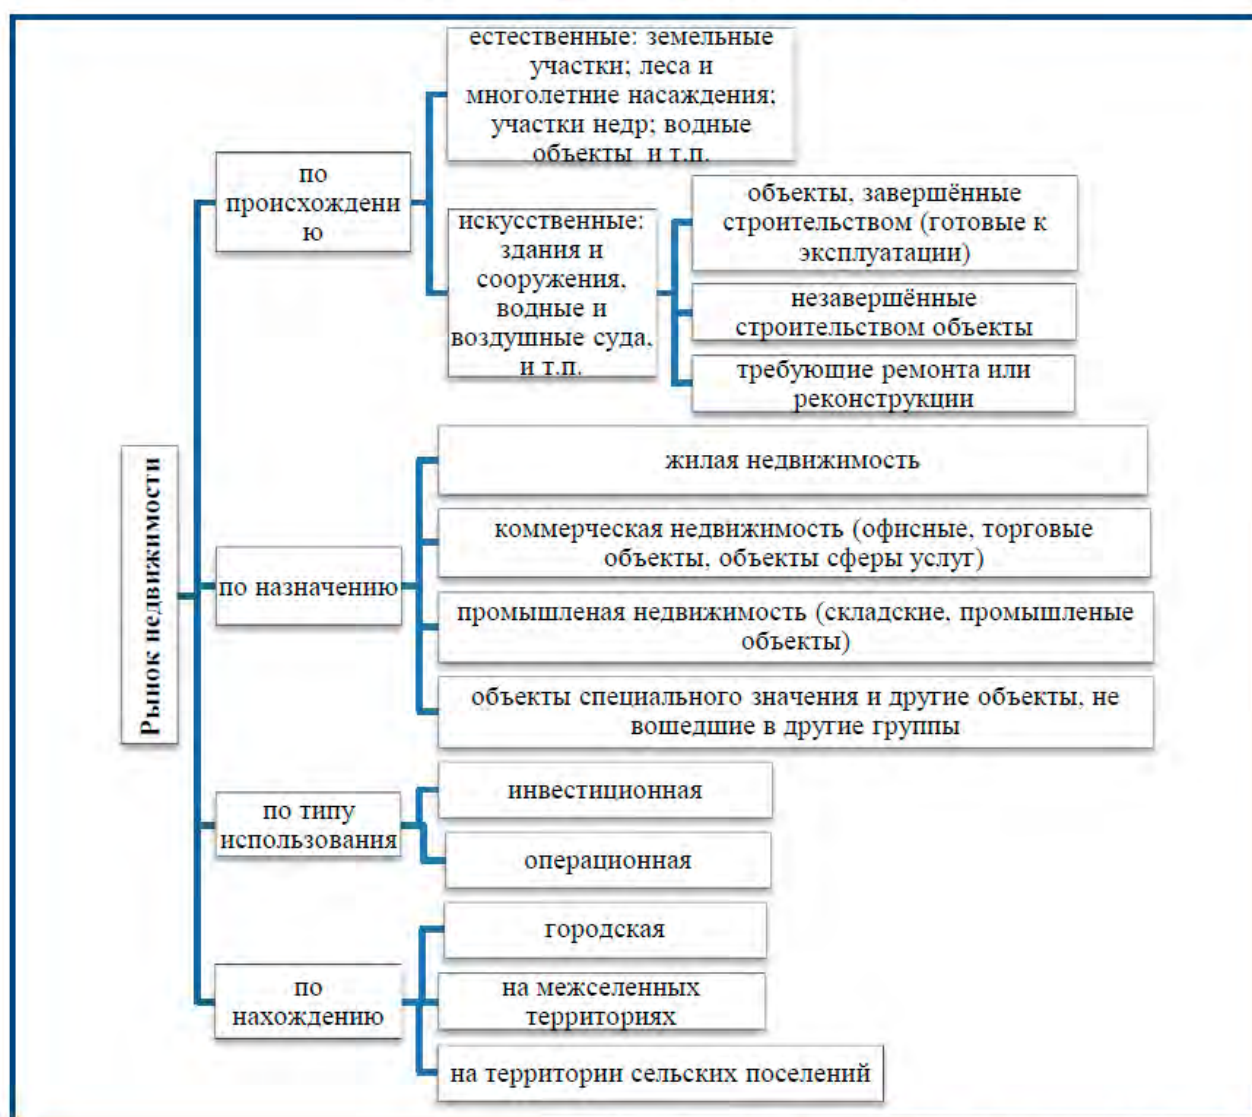 Рынок недвижимости
по
происхождени
ю
естественные: земельные
участки; леса и
многолетние насаждения;
участки недр; водные
объекты и т.п.
искусственные:
здания и
сооружения,
водные и
воздушные суда,
и т.п.
объекты, завершённые
строительством (готовые к
эксплуатации)
незавершённые
строительством объекты
требующие ремонта или
реконструкции
по назначению
жилая недвижимость
коммерческая недвижимость (офисные, торговые
объекты, объекты сферы услуг)
промышленая недвижимость (складские, промышленые
объекты)
объекты специального значения и другие объекты, не
вошедшие в другие группы
по типу
использования
инвестиционная
операционная
по
нахождению
городская
на межселенных
территориях
на территории сельских поселений